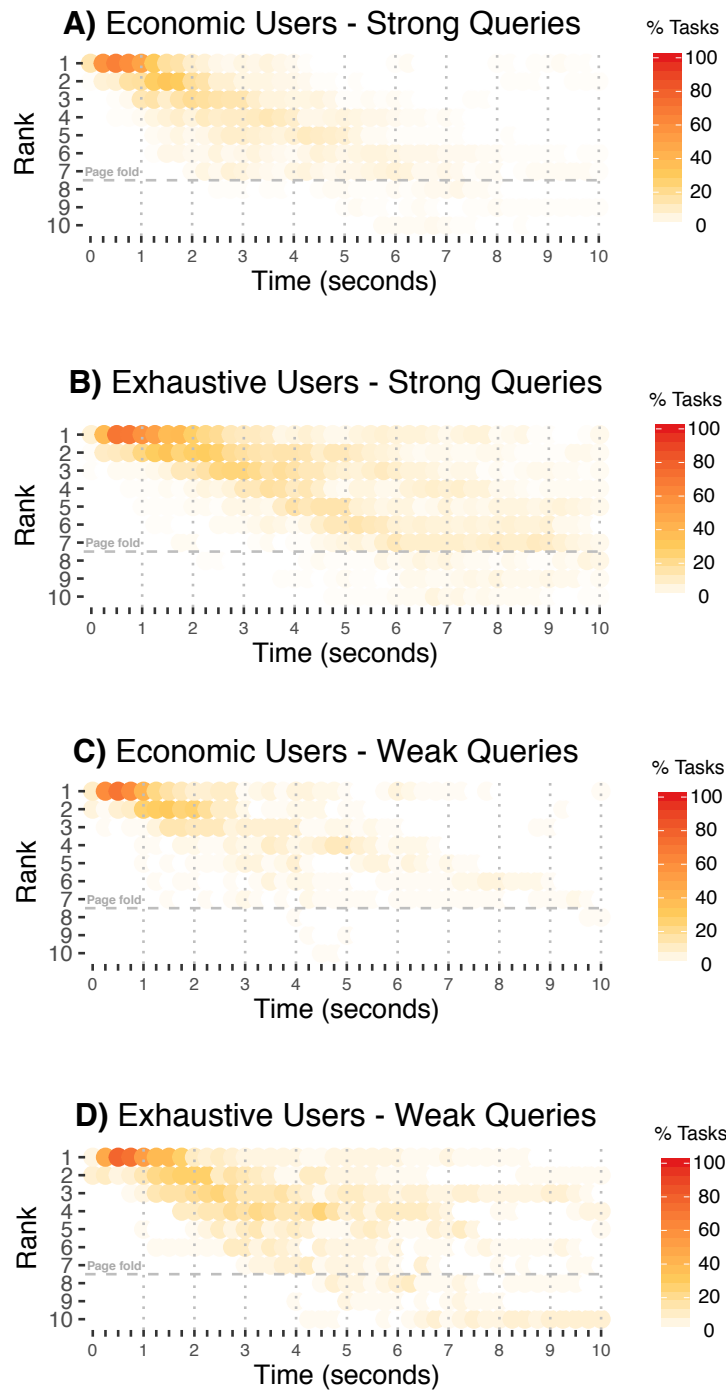 A) Economic Users - Strong Queries
% Tasks
100
80
60
40
20
0
Rank
1
2
3
4
5
6
7
8
9
10
Page fold
0 1 2 3 4 5 6 7 8 9 10
Time (seconds)
B) Exhaustive Users - Strong Queries
% Tasks
100
80
60
40
20
0
Rank
1
2
3
4
5
6
7
8
9
10
Page fold
0 1 2 3 4 5 6 7 8 9 10
Time (seconds)
C) Economic Users - Weak Queries
% Tasks
100
80
60
40
20
0
Rank
1
2
3
4
5
6
7
8
9
10
Page fold
0 1 2 3 4 5 6 7 8 9 10
Time (seconds)
D) Exhaustive Users - Weak Queries
% Tasks
100
80
60
40
20
0
Rank
1
2
3
4
5
6
7
8
9
10
Page fold
0 1 2 3 4 5 6 7 8 9 10
Time (seconds)